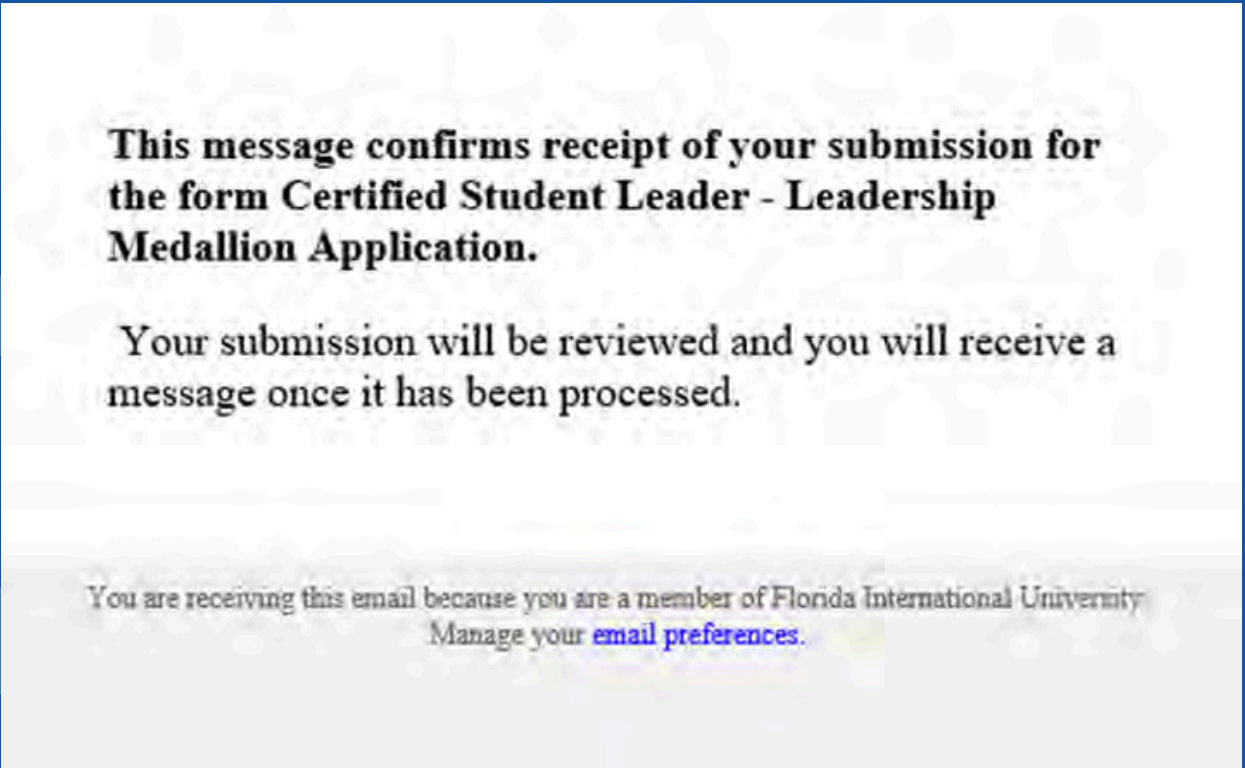 This message confirms receipt of your submission for
the form Certified Student Leader - Leadership
Medallion Application.
Your submission will be reviewed and you will receive a
message once it has been processed.
You are receiving this email because you are a member of Florida International University
Manage your email preferences.